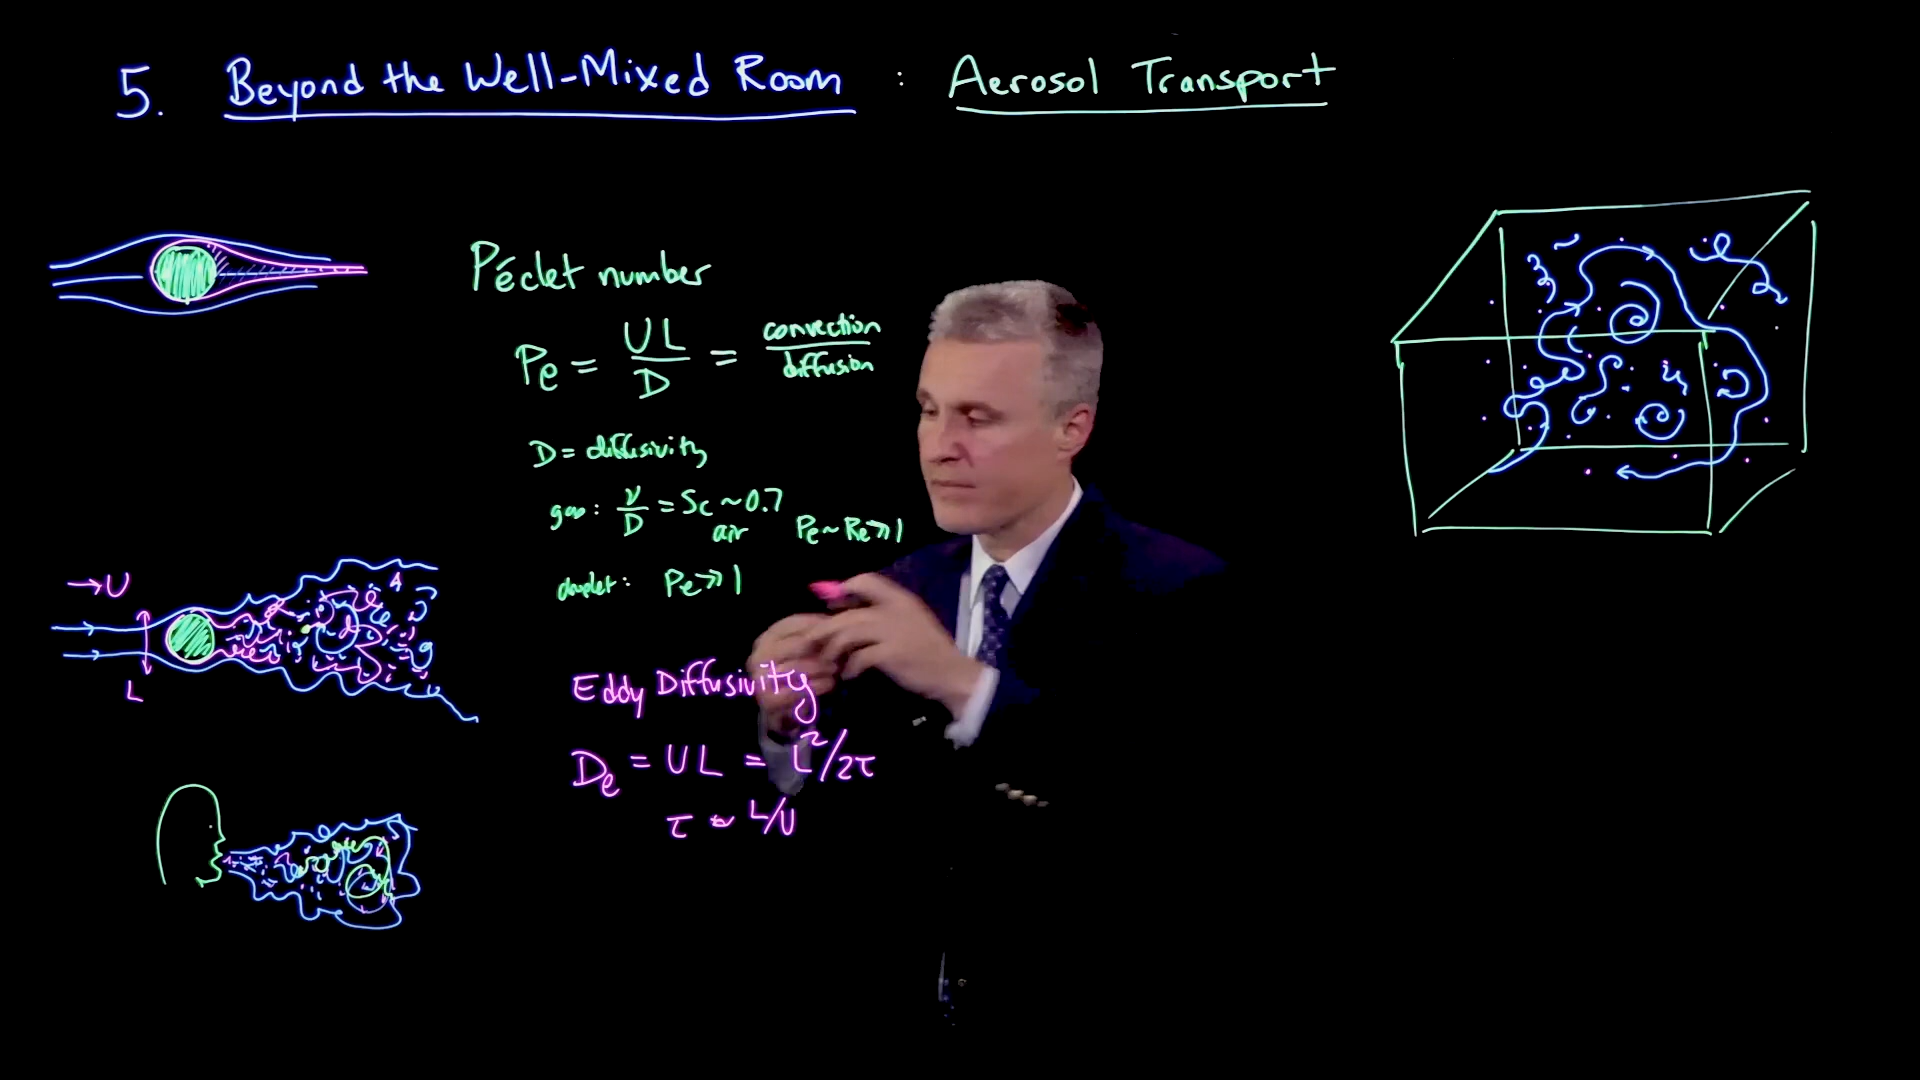 5. Beyond the Well-Mixed Room : Aerosol Transport
Péclet number
Pe = UL/D = convection/diffusion
D = diffusivity
gas: ν/D = Sc ~ 0.7
air Pe ~ Re ≫ 1
droplet: Pe ≫ 1
→ U
L
Eddy Diffusivity
De = UL = L²/2τ
τ ~ L/U